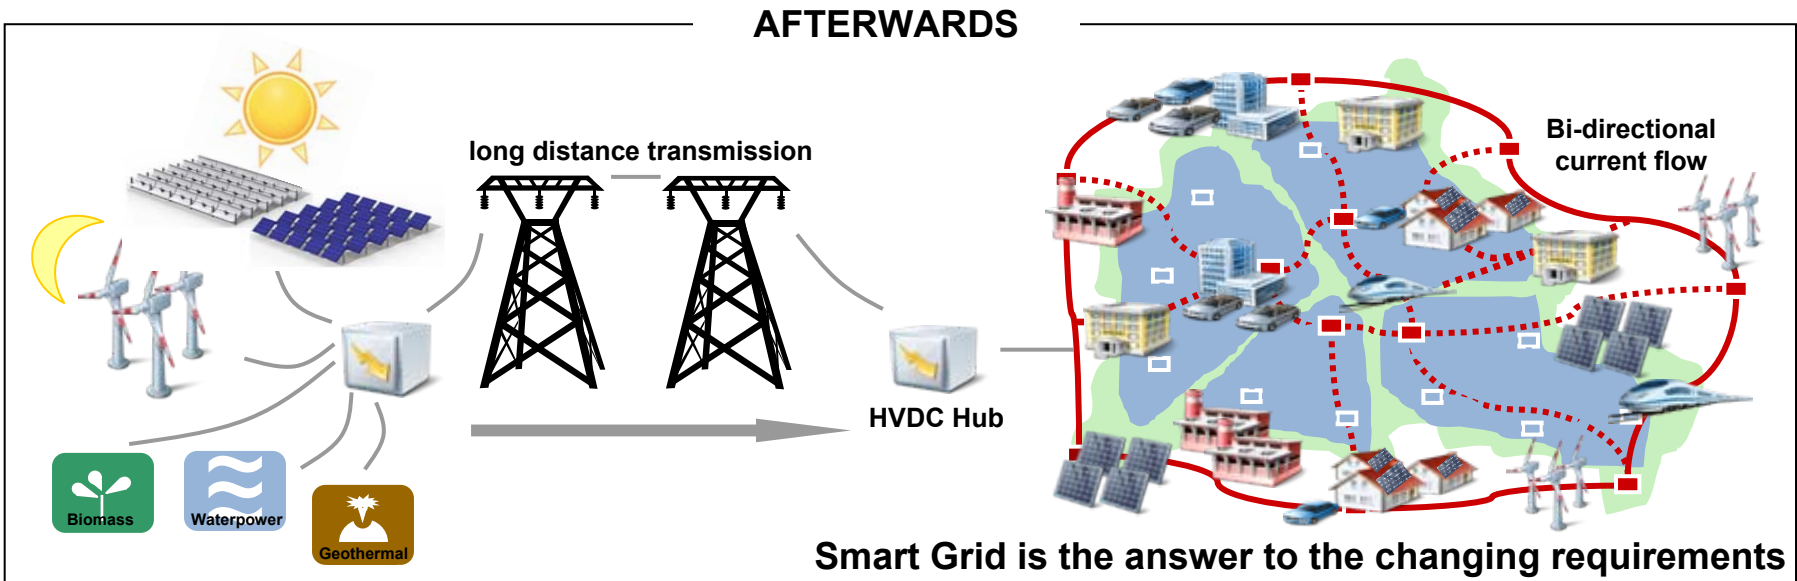 AFTERWARDS
long distance transmission
Bi-directional
current flow
HVDC Hub
Biomass
Waterpower
Geothermal
Smart Grid is the answer to the changing requirements